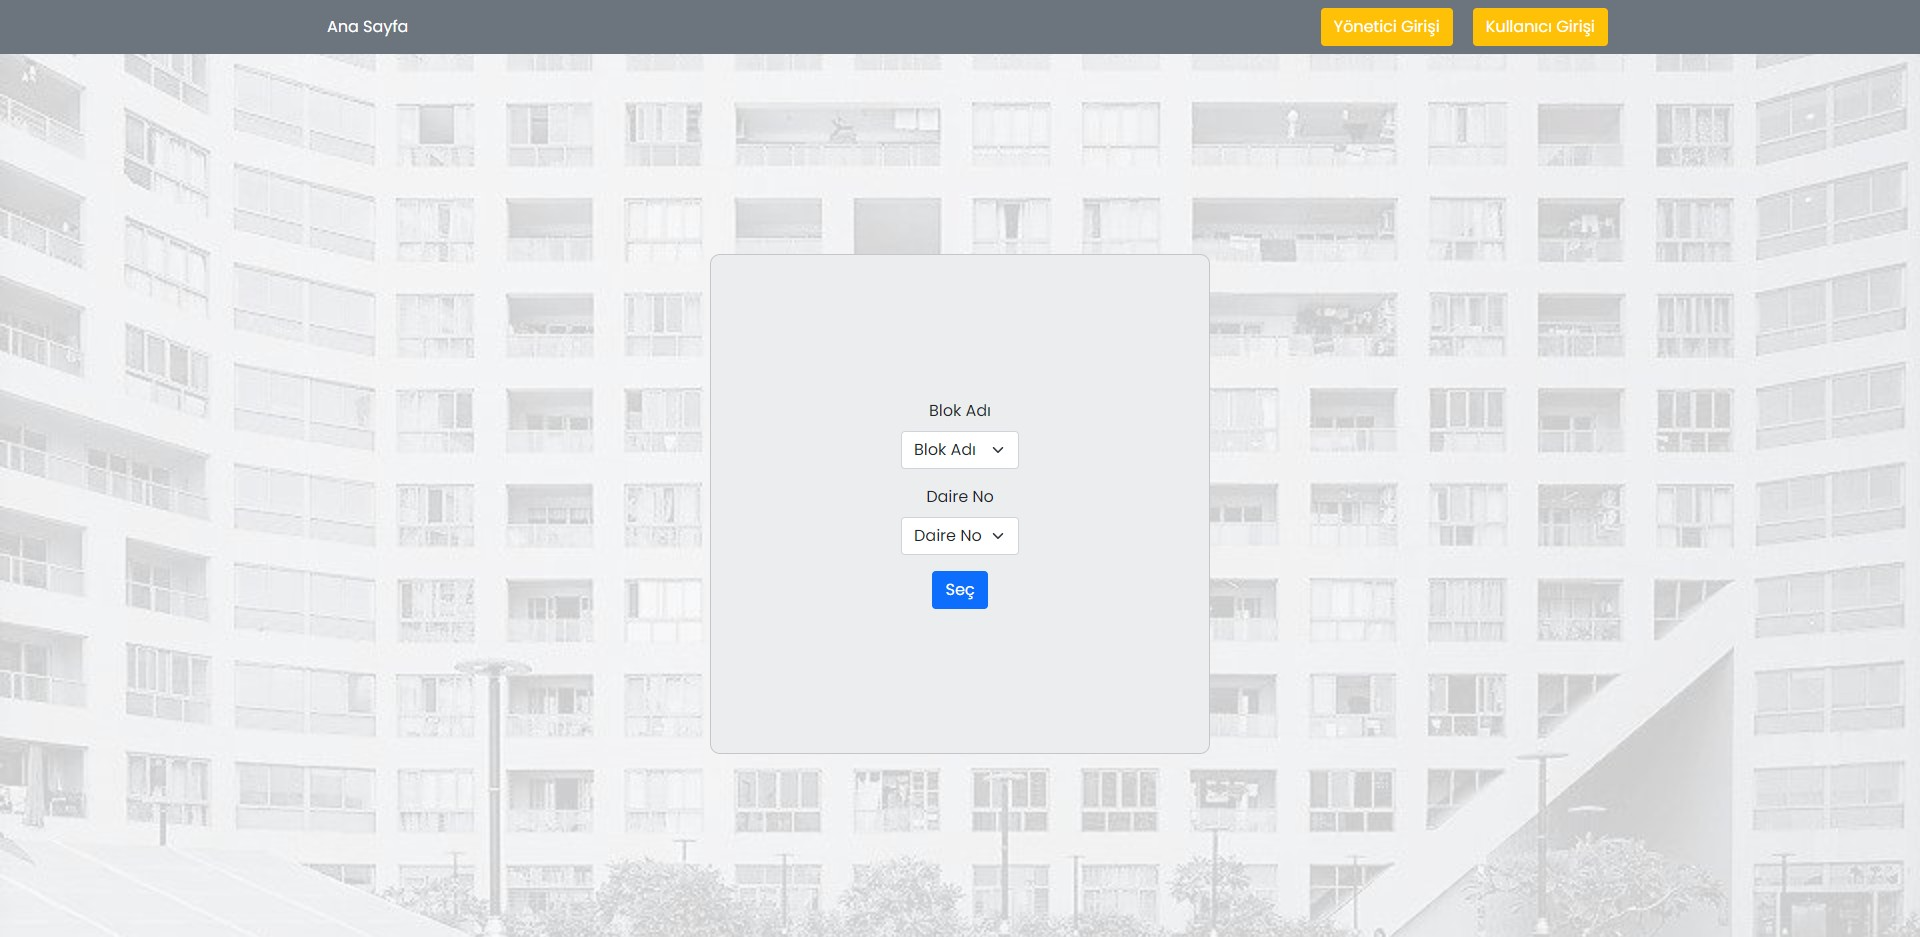 Ana Sayfa
Yönetici Girişi
Kullanıcı Girişi
Blok Adı
Blok Adı
Daire No
Daire No
Seç